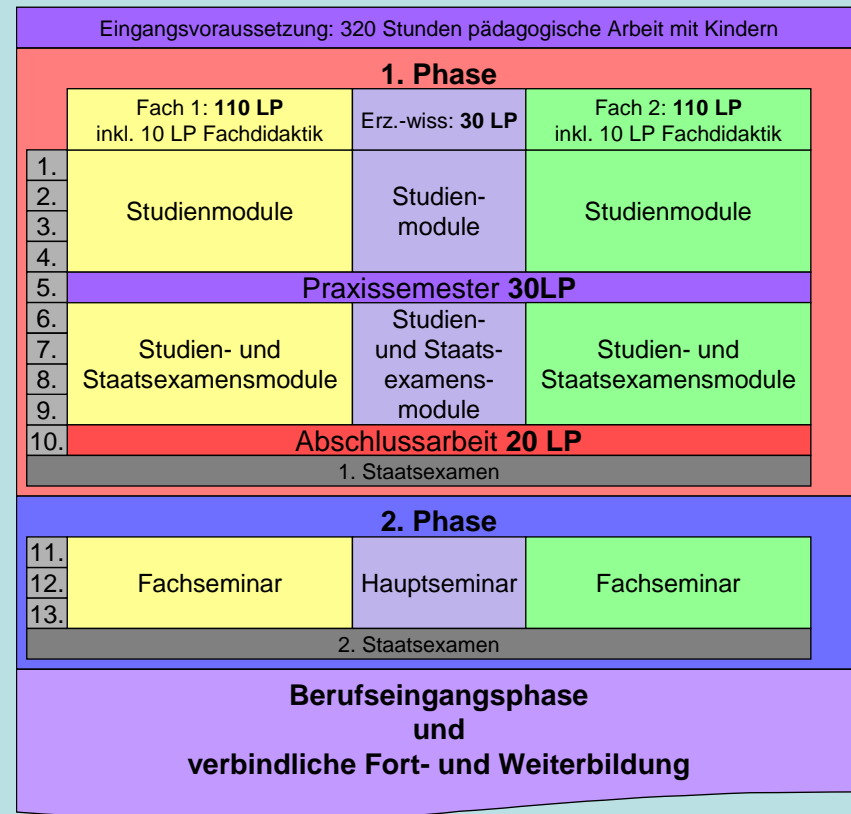 Eingangsvoraussetzung: 320 Stunden pädagogische Arbeit mit Kindern
1. Phase
Fach 1: 110 LP
inkl. 10 LP Fachdidaktik
Erz.-wiss: 30 LP
Fach 2: 110 LP
inkl. 10 LP Fachdidaktik
1.
2.
3.
4.
Studienmodule
Studien-
module
Studienmodule
5.
Praxissemester 30LP
6.
7.
8.
9.
Studien- und
Staatsexamensmodule
Studien-
und Staats-
examens-
module
Studien- und
Staatsexamensmodule
10.
Abschlussarbeit 20 LP
1. Staatsexamen
2. Phase
11.
12.
13.
Fachseminar
Hauptseminar
Fachseminar
2. Staatsexamen
Berufseingangsphase
und
verbindliche Fort- und Weiterbildung